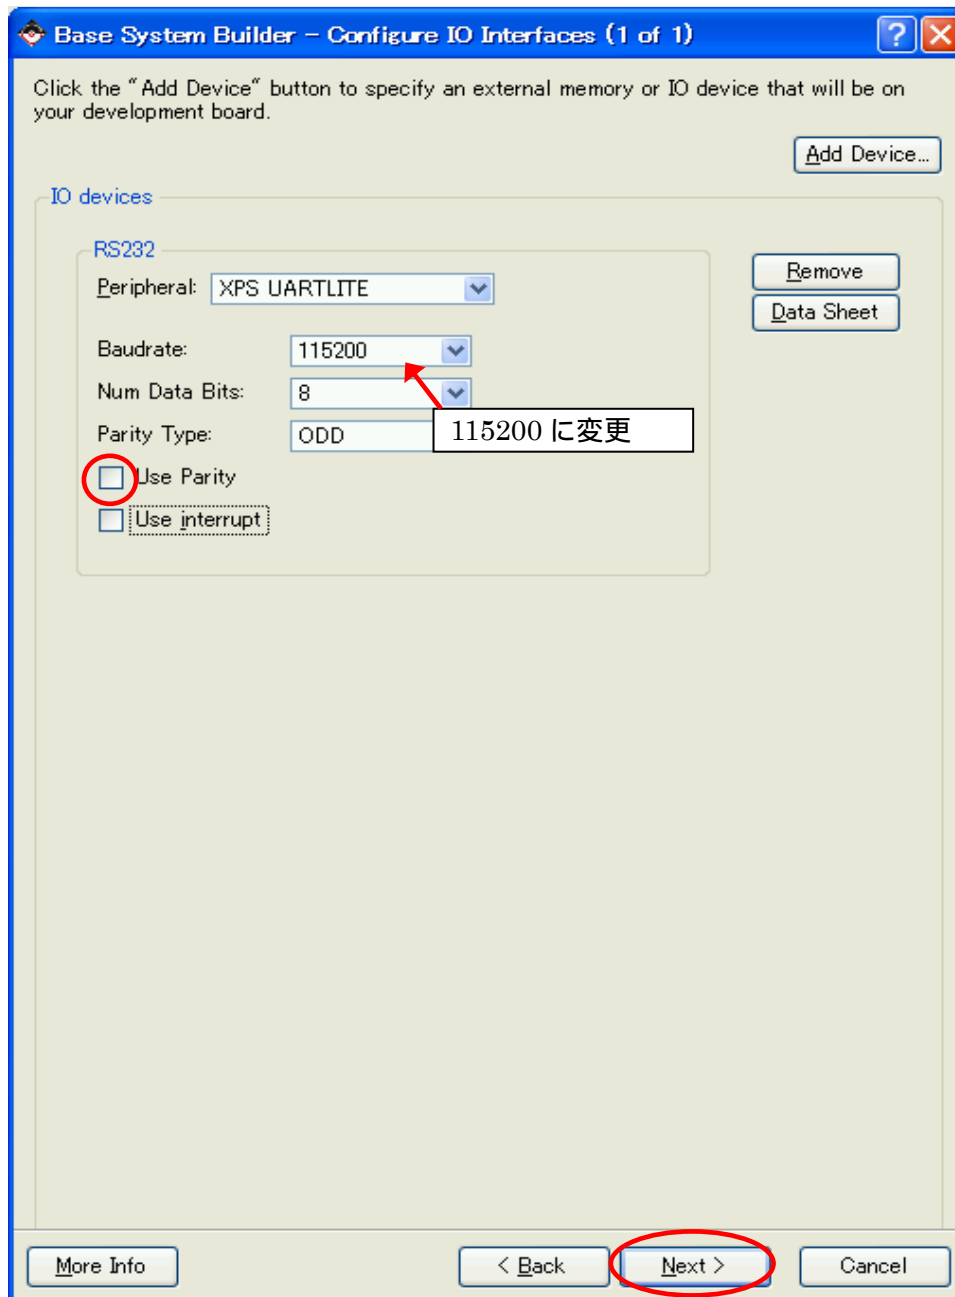 Base System Builder - Configure IO Interfaces (1 of 1)
Click the "Add Device" button to specify an external memory or IO device that will be on
your development board.
Add Device...
IO devices
RS232
Peripheral: XPS UARTLITE
Remove
Data Sheet
Baudrate: 115200
Num Data Bits: 8
115200 に変更
Parity Type: ODD
Use Parity
Use interrupt
More Info < Back Next > Cancel